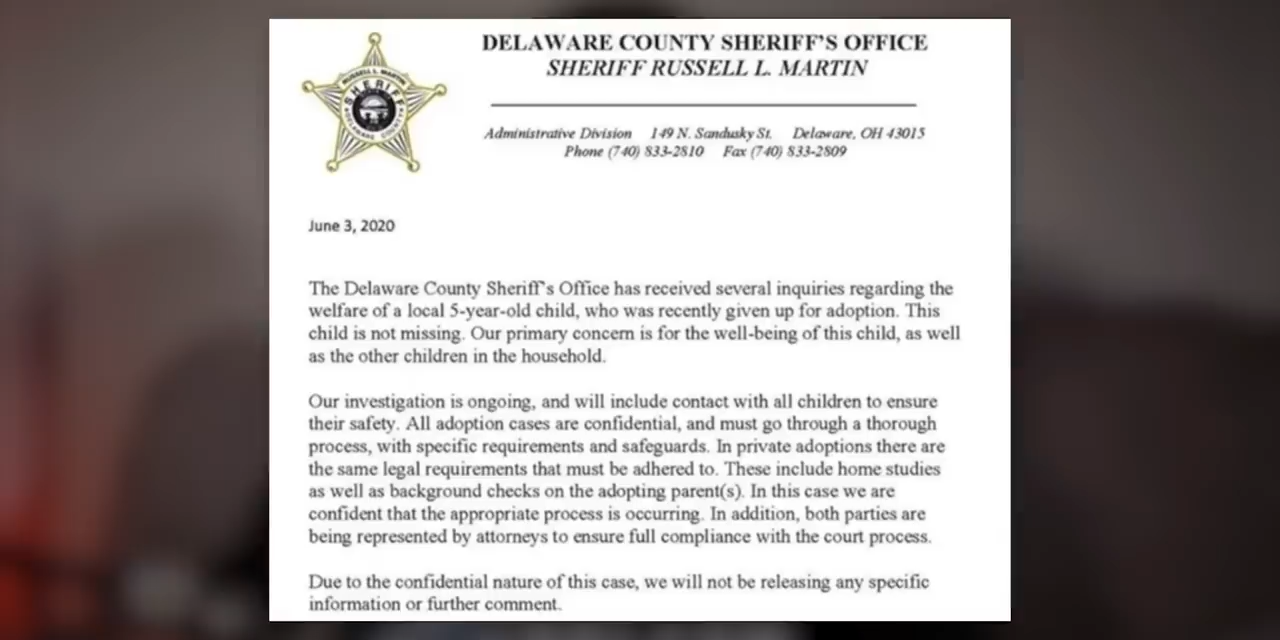 DELAWARE COUNTY SHERIFF'S OFFICE
SHERIFF RUSSELL L. MARTIN
RUSSELL L. MARTIN
SHERIFF
DELAWARE COUNTY
Administrative Division 149 N. Sandusky St. Delaware, OH 43015
Phone (740) 833-2810 Fax (740) 833-2809
June 3, 2020
The Delaware County Sheriff's Office has received several inquiries regarding the
welfare of a local 5-year-old child, who was recently given up for adoption. This
child is not missing. Our primary concern is for the well-being of this child, as well
as the other children in the household.
Our investigation is ongoing, and will include contact with all children to ensure
their safety. All adoption cases are confidential, and must go through a thorough
process, with specific requirements and safeguards. In private adoptions there are
the same legal requirements that must be adhered to. These include home studies
as well as background checks on the adopting parent(s). In this case we are
confident that the appropriate process is occurring. In addition, both parties are
being represented by attorneys to ensure full compliance with the court process.
Due to the confidential nature of this case, we will not be releasing any specific
information or further comment.